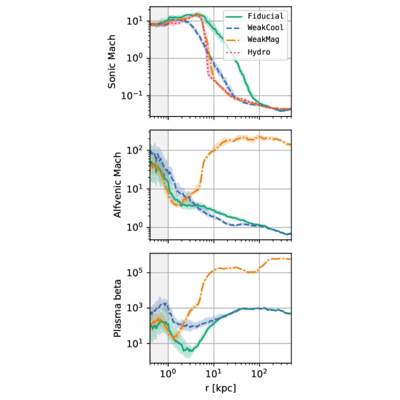 Sonic Mach
10¹
10⁰
10⁻¹
Fiducial
WeakCool
WeakMag
Hydro
Alfvenic Mach
10²
10¹
10⁰
Plasma beta
10⁵
10³
10¹
10⁰
10¹
10²
r [kpc]